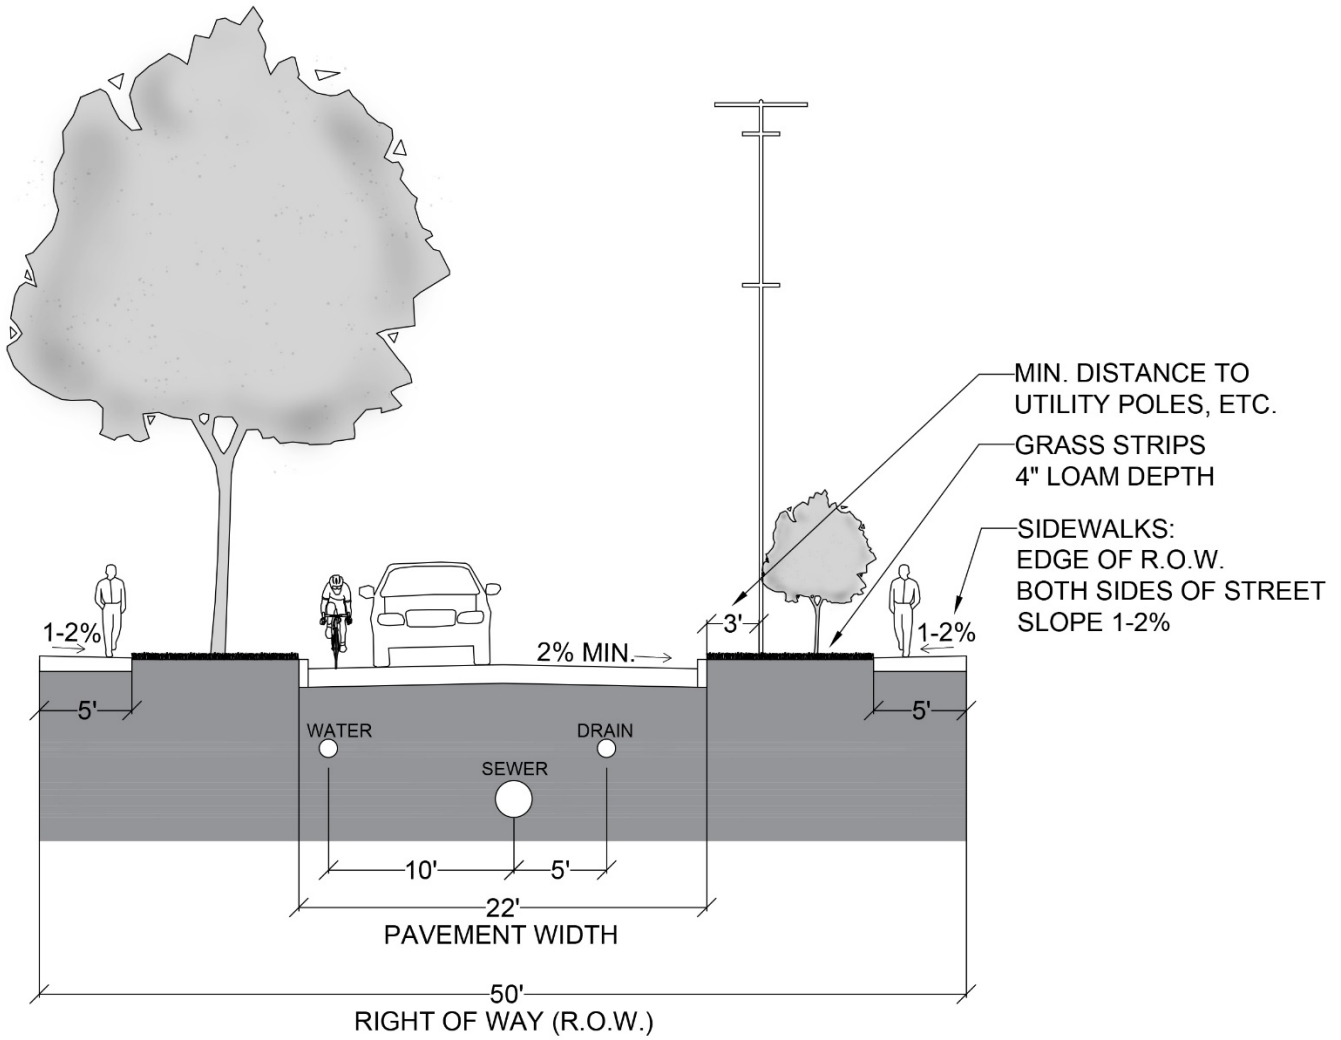 MIN. DISTANCE TO
UTILITY POLES, ETC.
GRASS STRIPS
4" LOAM DEPTH
SIDEWALKS:
EDGE OF R.O.W.
BOTH SIDES OF STREET
SLOPE 1-2%
1-2%
2% MIN.
3'
1-2%
5'
5'
WATER
DRAIN
SEWER
10'
5'
22'
PAVEMENT WIDTH
50'
RIGHT OF WAY (R.O.W.)